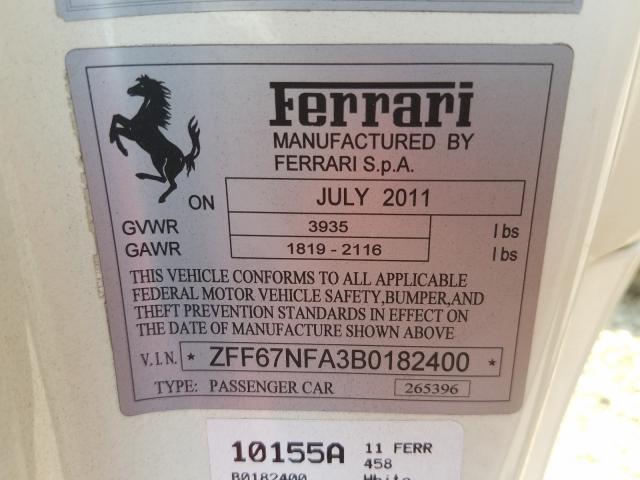 Ferrari
MANUFACTURED BY
FERRARI S.p.A.
ON JULY 2011
GVWR 3935 lbs
GAWR 1819 - 2116 lbs
THIS VEHICLE CONFORMS TO ALL APPLICABLE
FEDERAL MOTOR VEHICLE SAFETY,BUMPER,AND
THEFT PREVENTION STANDARDS IN EFFECT ON
THE DATE OF MANUFACTURE SHOWN ABOVE
V.I.N. * ZFF67NFA3B0182400 *
TYPE: PASSENGER CAR 265396
10155A 11 FERR
458
B0182400 White